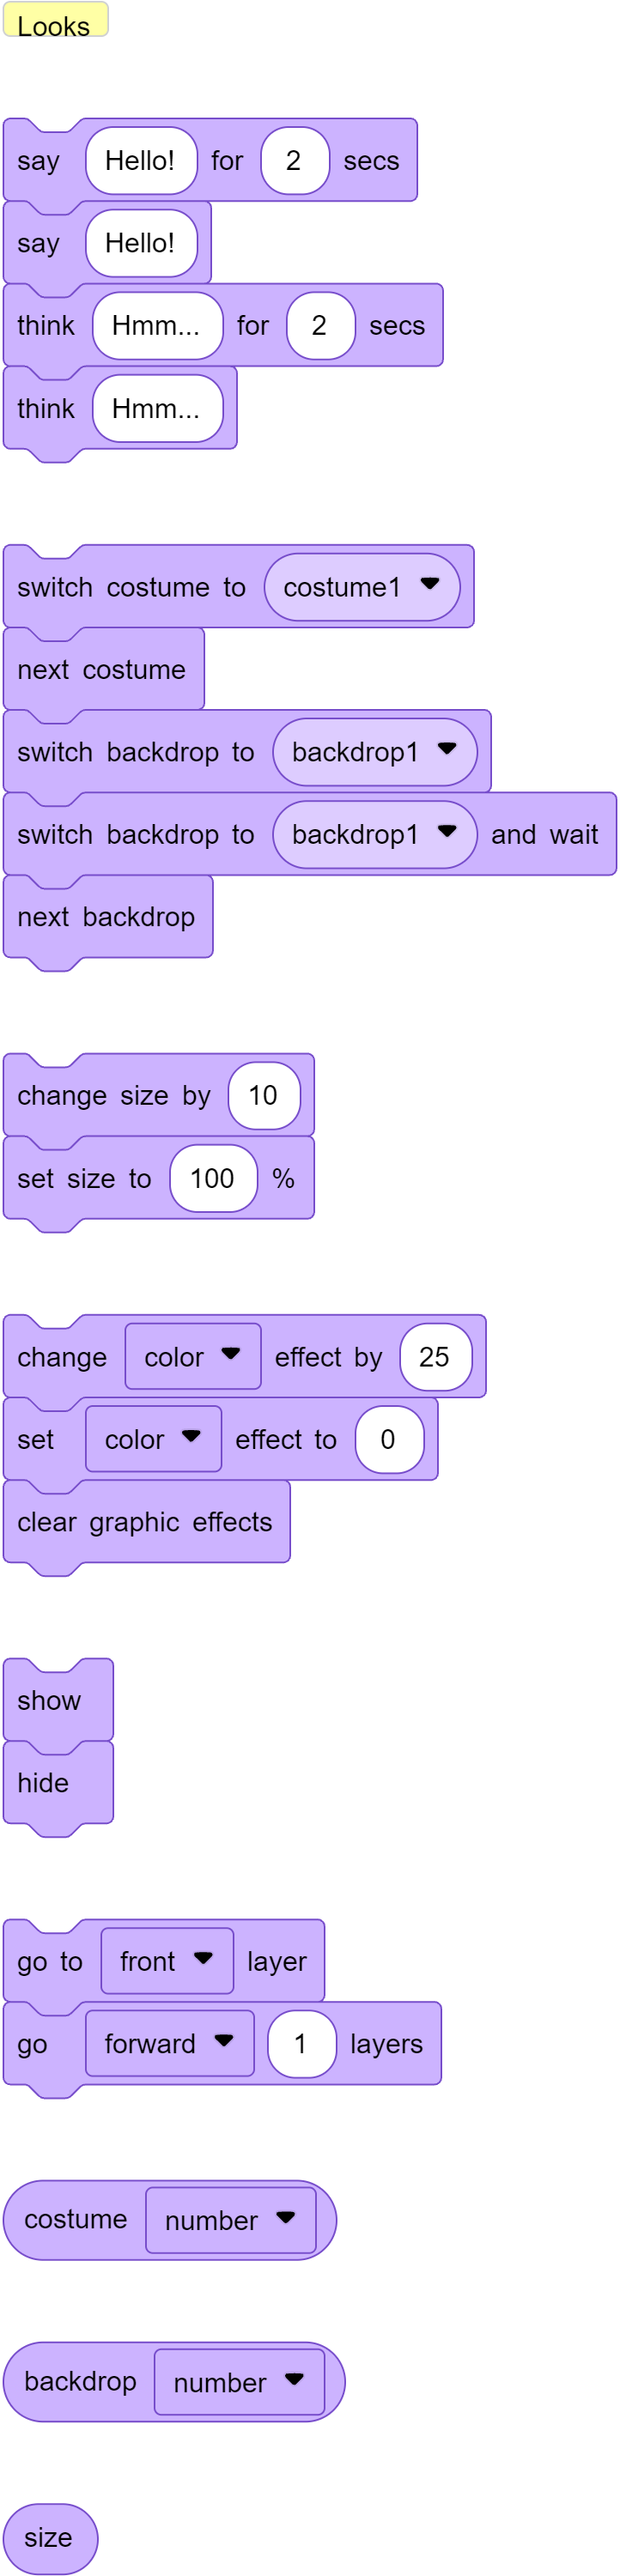 Looks
say Hello! for 2 secs
say Hello!
think Hmm... for 2 secs
think Hmm...
switch costume to costume1
next costume
switch backdrop to backdrop1
switch backdrop to backdrop1 and wait
next backdrop
change size by 10
set size to 100 %
change color effect by 25
set color effect to 0
clear graphic effects
show
hide
go to front layer
go forward 1 layers
costume number
backdrop number
size